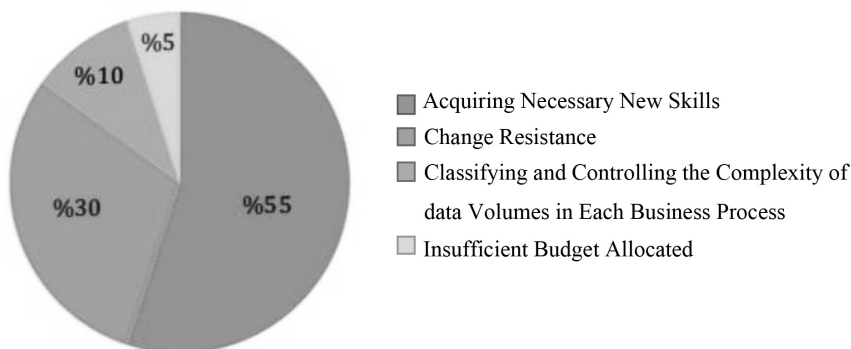 %5
%10
%30
%55
Acquiring Necessary New Skills
Change Resistance
Classifying and Controlling the Complexity of
data Volumes in Each Business Process
Insufficient Budget Allocated